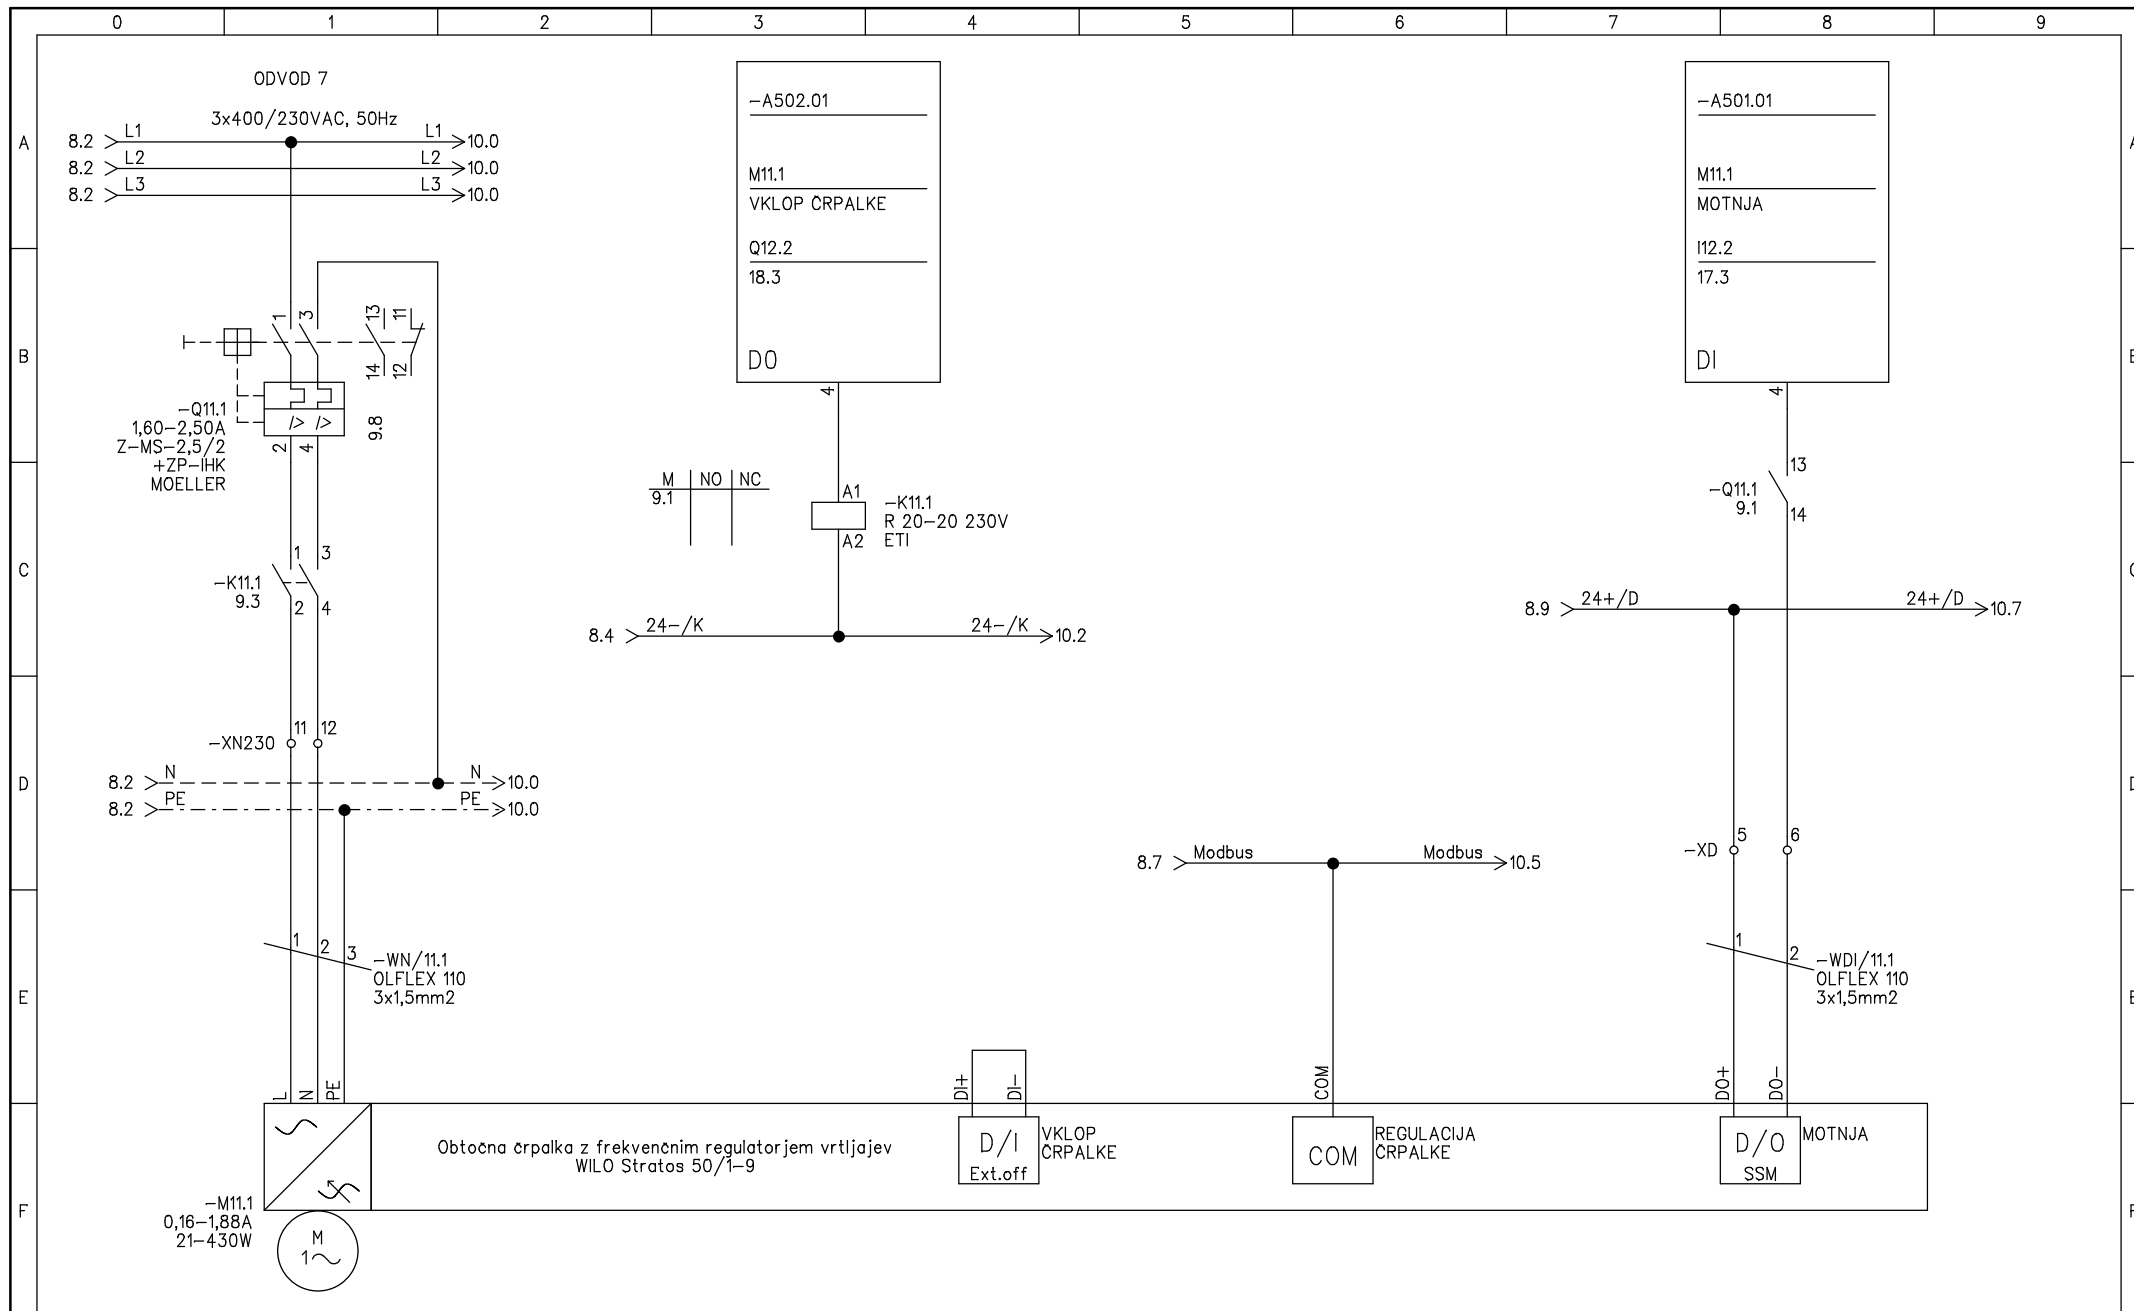 0 1 2 3 4 5 6 7 8 9
ODVOD 7
3x400/230VAC, 50Hz
A
8.2 L1 L1 10.0
8.2 L2 L2 10.0
8.2 L3 L3 10.0
-A502.01
M11.1
VKLOP ČRPALKE
Q12.2
18.3
DO
4
-A501.01
M11.1
MOTNJA
I12.2
17.3
DI
4
A
B
1 3 13 11
14 12
-Q11.1
1,60-2,50A
Z-MS-2,5/2
+ZP-IHK
MOELLER
I> I>
2 4
9.8
M NO NC
9.1
A1
A2
-K11.1
R 20-20 230V
ETI
13
-Q11.1
9.1
14
C
1 3
-K11.1
9.3
2 4
8.4 24-/K 24-/K 10.2
8.9 24+/D 24+/D 10.7
-XN230 11 12
D
8.2 N N 10.0
8.2 PE PE 10.0
8.7 Modbus Modbus 10.5
-XD 5 6
E
1 2 3
-WN/11.1
OLFLEX 110
3x1,5mm2
1 2
-WDI/11.1
OLFLEX 110
3x1,5mm2
L N PE
DI+ DI-
COM
DO+ DO-
F
Obtočna črpalka z frekvenčnim regulatorjem vrtljajev
WILO Stratos 50/1-9
D/I
Ext.off
VKLOP
ČRPALKE
COM
REGULACIJA
ČRPALKE
D/O
SSM
MOTNJA
-M11.1
0,16-1,88A
21-430W
M
1